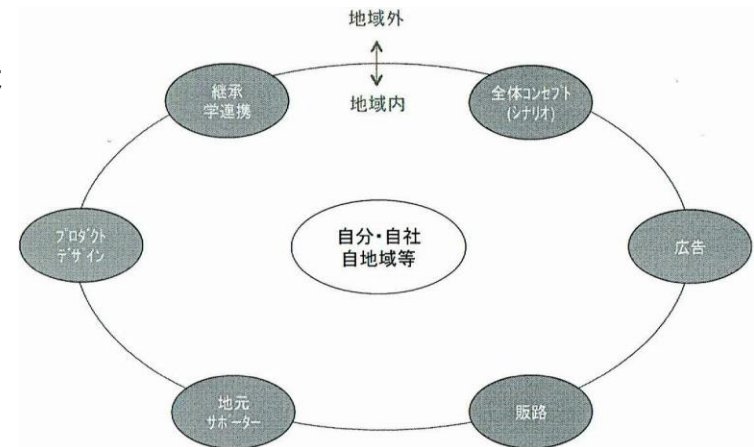 地域外
地域内
継承
学連携
全体コンセプト
(シナリオ)
プロダクト
デザイン
自分・自社
自地域等
広告
地元
サポーター
販路